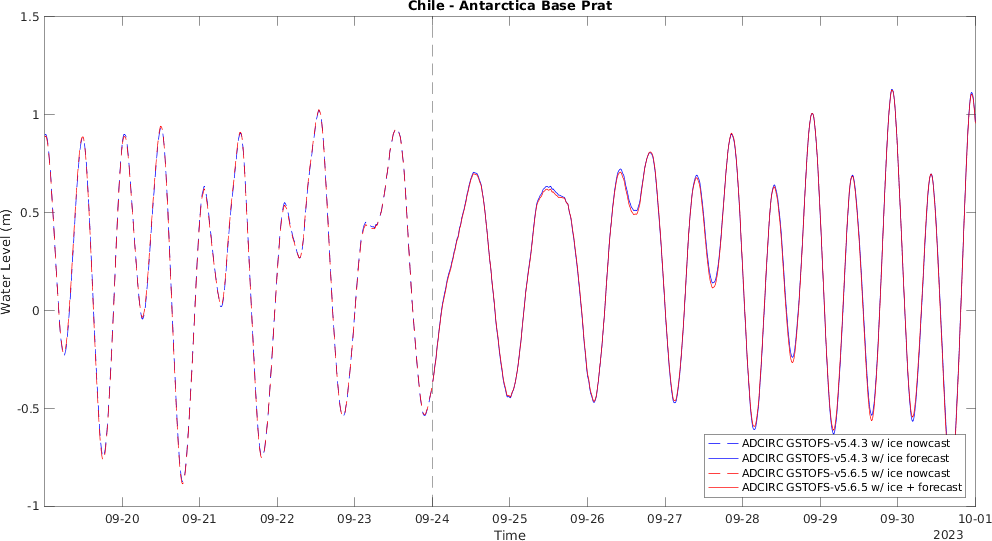 Chile - Antarctica Base Prat
1.5
1
0.5
0
-0.5
-1
Water Level (m)
09-20 09-21 09-22 09-23 09-24 09-25 09-26 09-27 09-28 09-29 09-30 10-01
Time
2023
ADCIRC GSTOFS-v5.4.3 w/ ice nowcast
ADCIRC GSTOFS-v5.4.3 w/ ice forecast
ADCIRC GSTOFS-v5.6.5 w/ ice nowcast
ADCIRC GSTOFS-v5.6.5 w/ ice + forecast